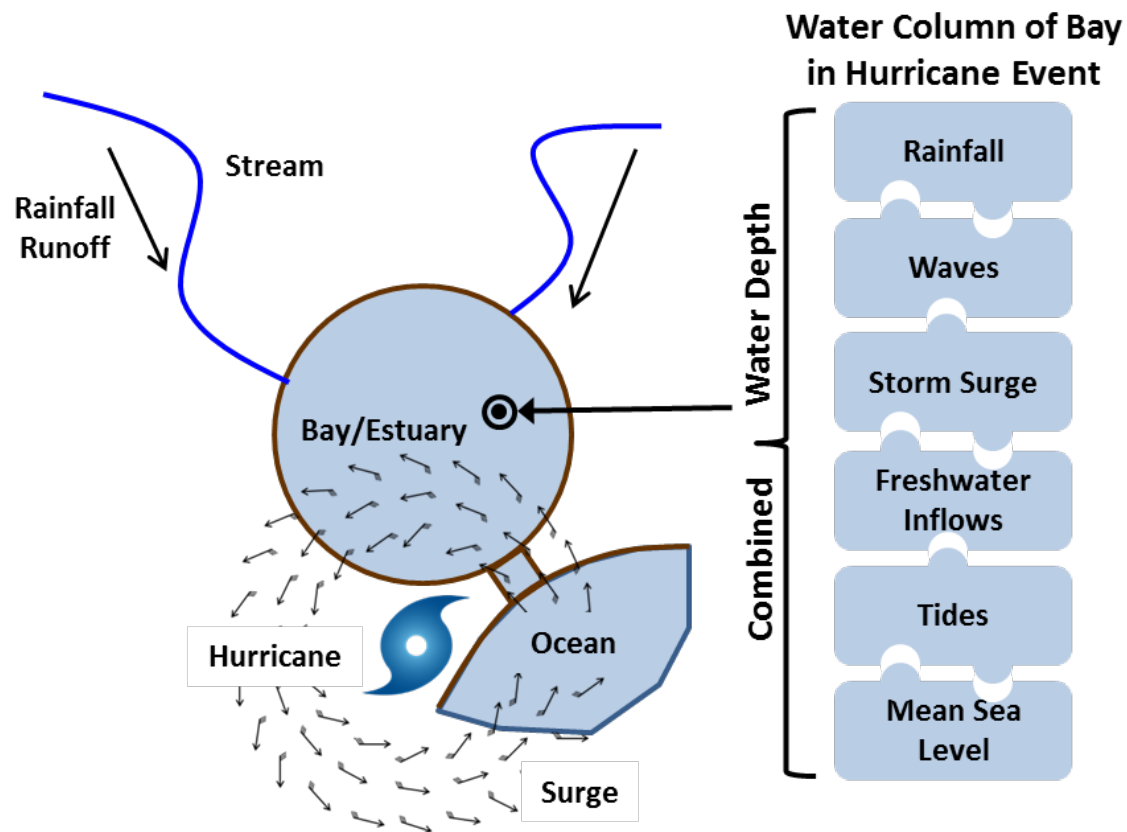 Water Column of Bay
in Hurricane Event
Stream
Rainfall
Runoff
Bay/Estuary
Hurricane
Ocean
Surge
Combined Water Depth
Rainfall
Waves
Storm Surge
Freshwater
Inflows
Tides
Mean Sea
Level